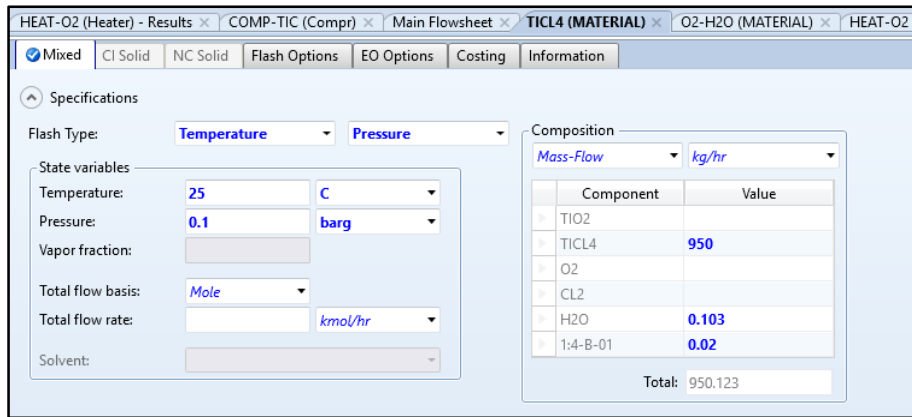 HEAT-O2 (Heater) - Results × COMP-TIC (Compr) × Main Flowsheet × TICL4 (MATERIAL) × O2-H2O (MATERIAL) × HEAT-O2
Mixed CI Solid NC Solid Flash Options EO Options Costing Information
Specifications
Flash Type: Temperature Pressure
State variables
Temperature: 25 C
Pressure: 0.1 barg
Vapor fraction:
Total flow basis: Mole
Total flow rate: kmol/hr
Solvent:
Composition
Mass-Flow kg/hr
Component Value
TIO2
TICL4 950
O2
CL2
H2O 0.103
1:4-B-01 0.02
Total: 950.123